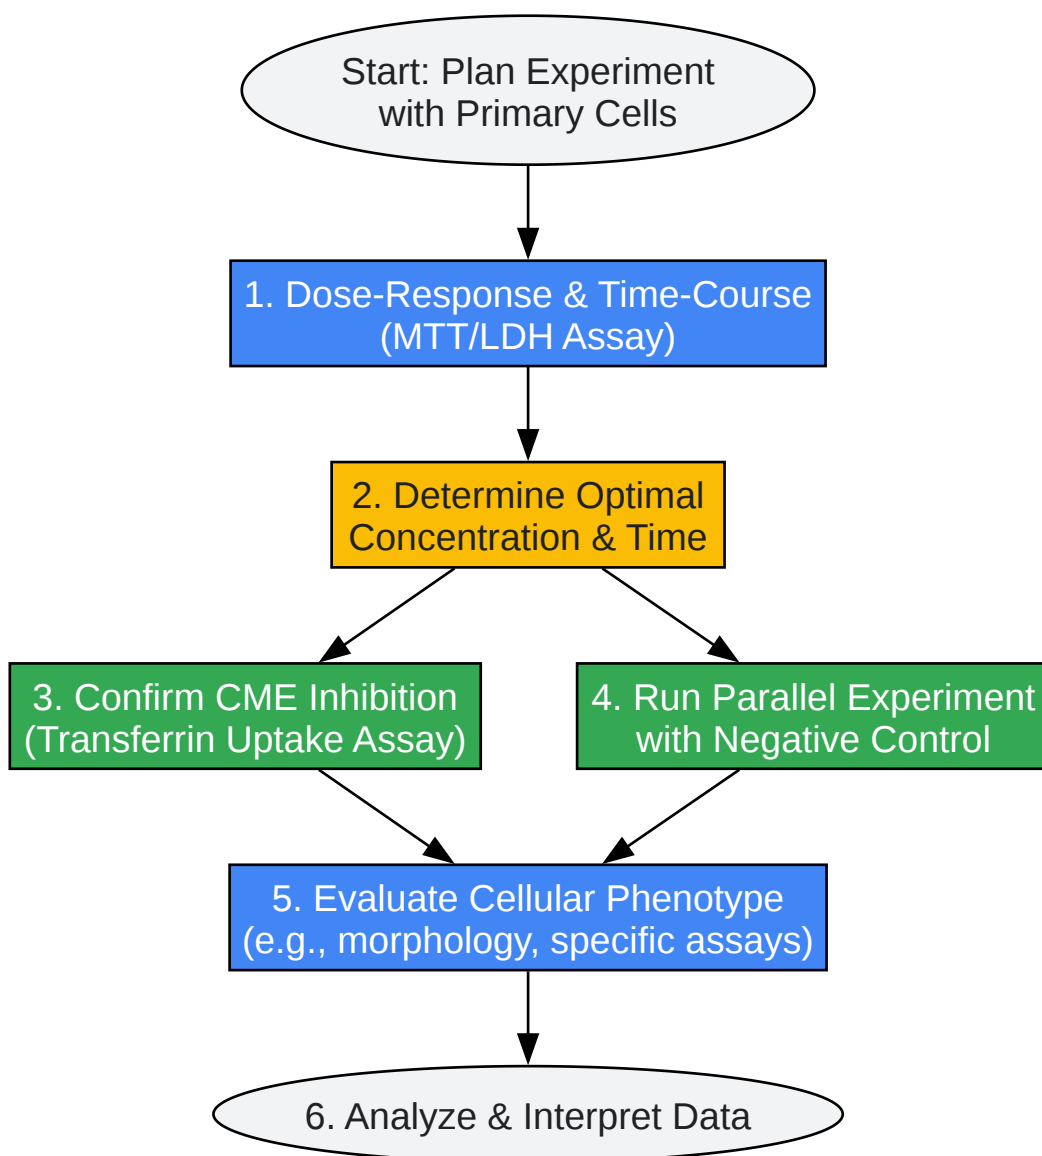 Start: Plan Experiment
with Primary Cells
1. Dose-Response & Time-Course
(MTT/LDH Assay)
2. Determine Optimal
Concentration & Time
3. Confirm CME Inhibition
(Transferrin Uptake Assay)
4. Run Parallel Experiment
with Negative Control
5. Evaluate Cellular Phenotype
(e.g., morphology, specific assays)
6. Analyze & Interpret Data